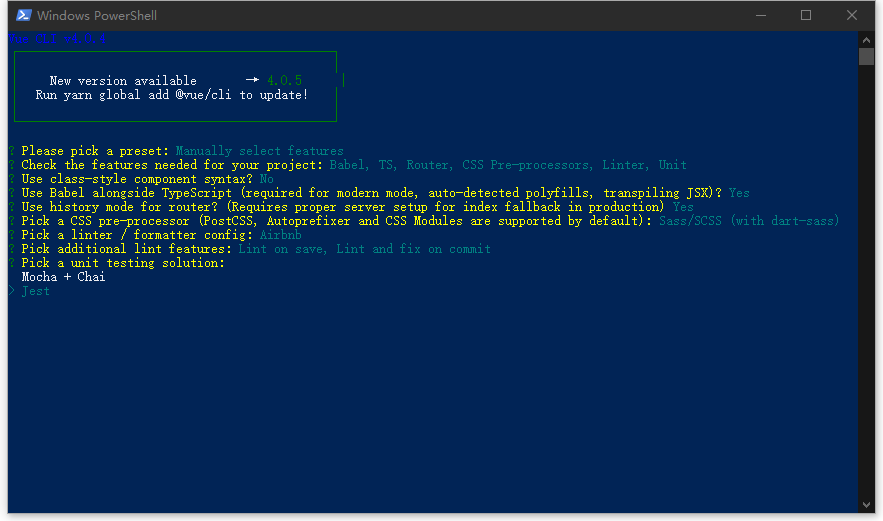 Windows PowerShell
Vue CLI
New version available → 4.0.5
Run yarn global add @vue/cli to update!
? Please pick a preset: Manually select features
? Check the features needed for your project: Babel, TS, Router, CSS Pre-processors, Linter, Unit
? Use class-style component syntax? No
? Use Babel alongside TypeScript (required for modern mode, auto-detected polyfills, transpiling JSX)? Yes
? Use history mode for router? (Requires proper server setup for index fallback in production) Yes
? Pick a CSS pre-processor (PostCSS, Autoprefixer and CSS Modules are supported by default): Sass/SCSS (with dart-sass)
? Pick a linter / formatter config: Airbnb
? Pick additional lint features: Lint on save, Lint and fix on commit
? Pick a unit testing solution:
Mocha + Chai
> Jest